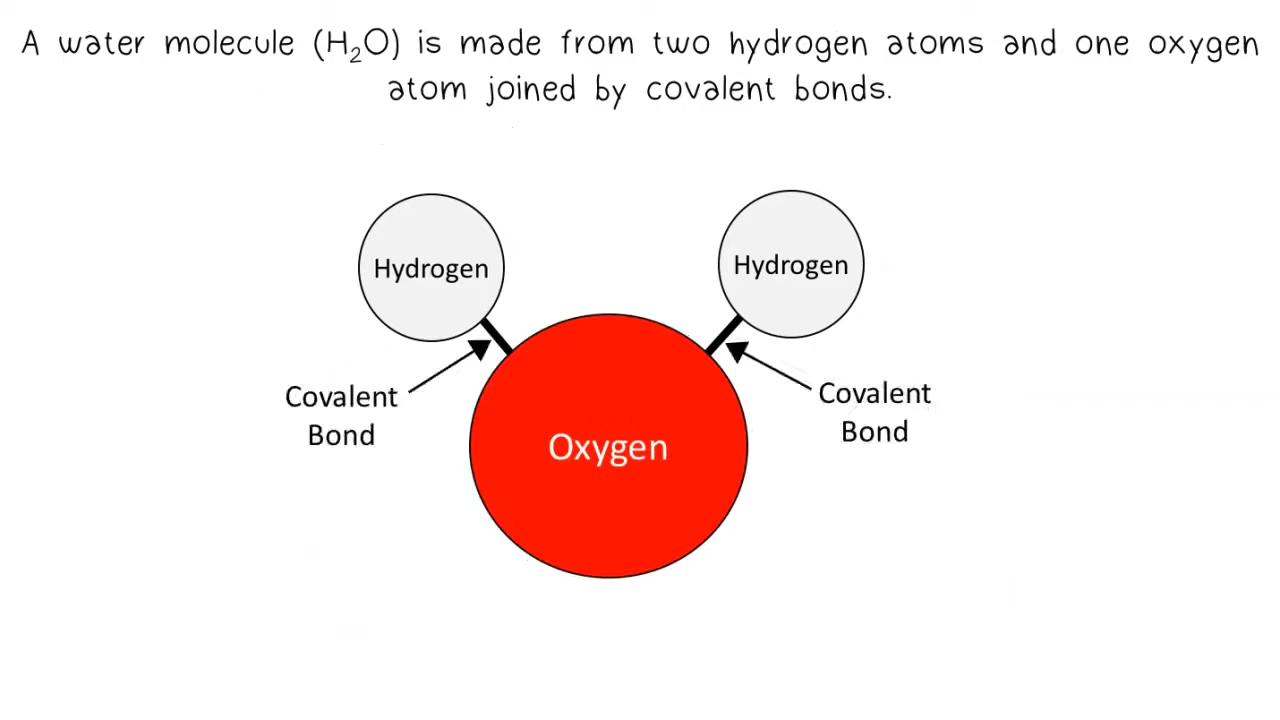 A water molecule (H₂O) is made from two hydrogen atoms and one oxygen
atom joined by covalent bonds.
Hydrogen
Hydrogen
Covalent
Bond
Covalent
Bond
Oxygen